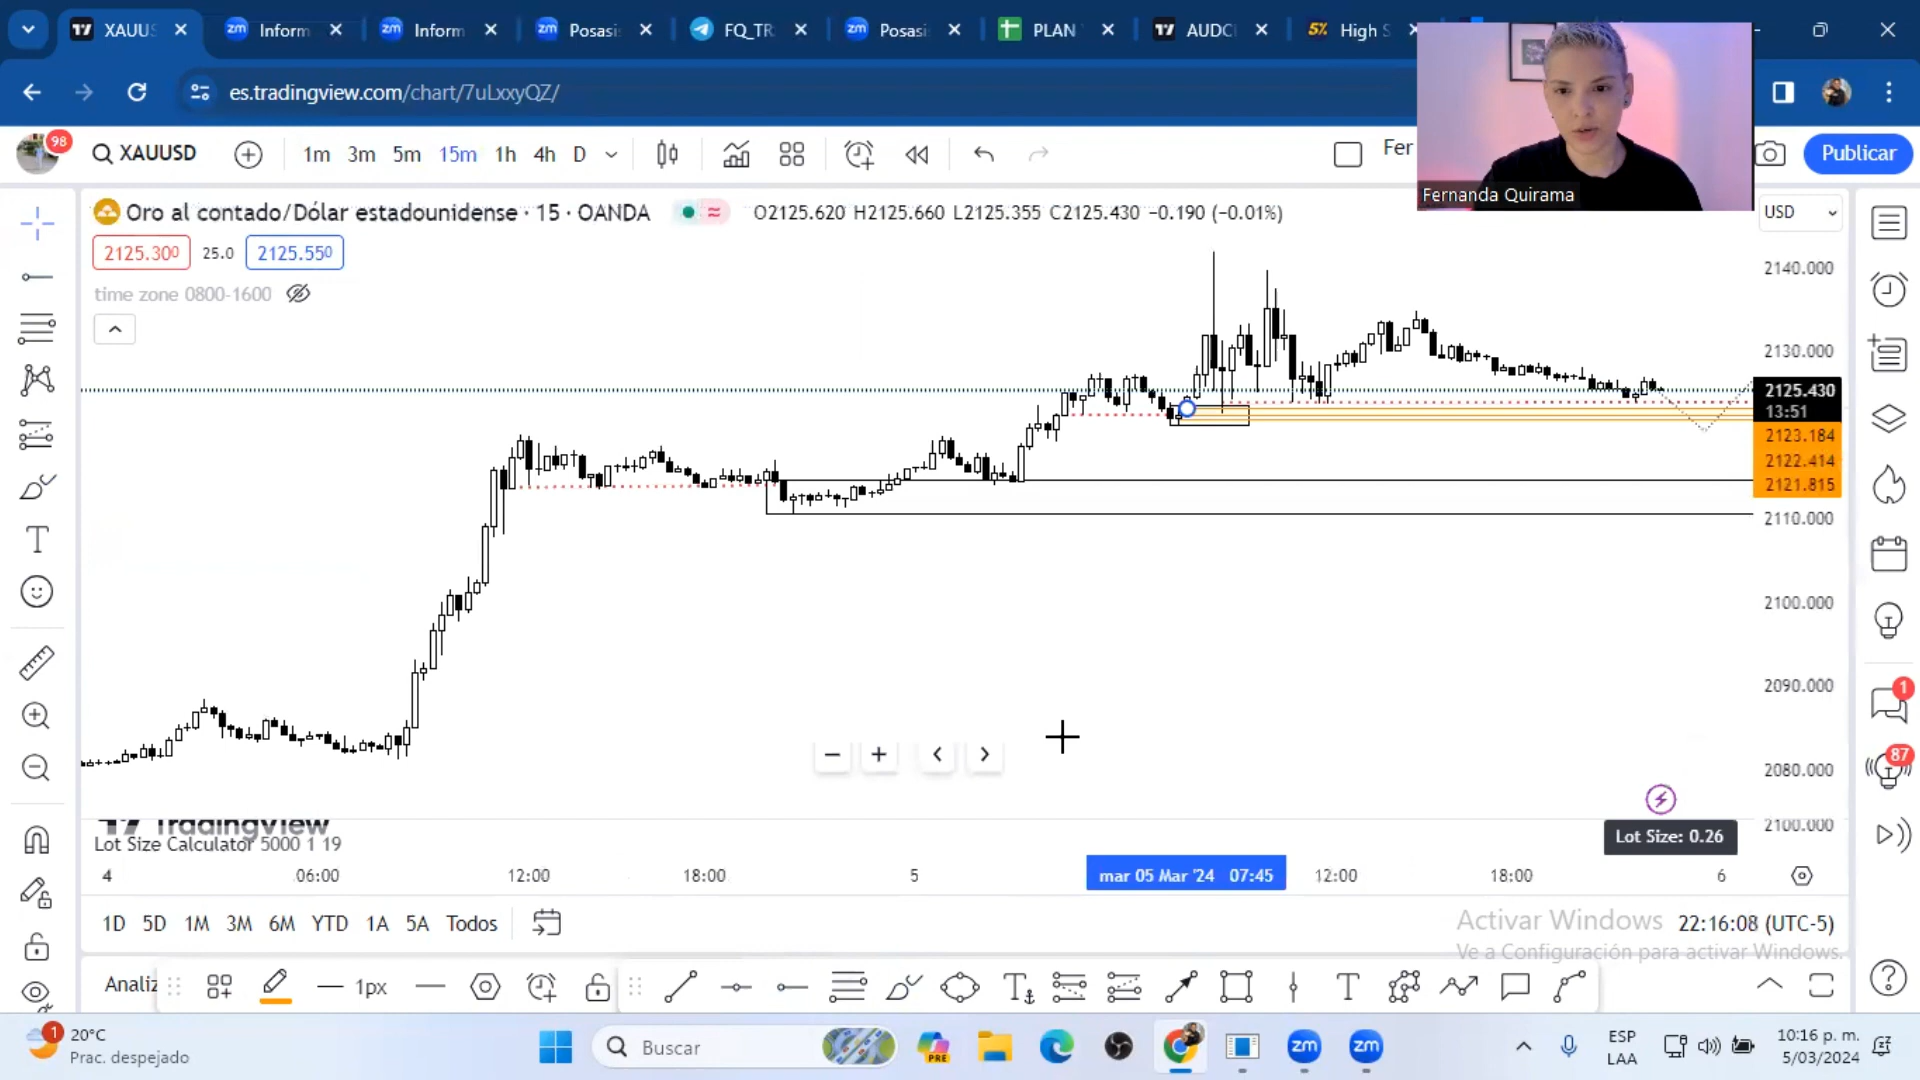 XAUUS
Inform
Inform
Posasi
FQ_TR
Posasi
PLAN
AUDC
5% High S
es.tradingview.com/chart/7uLxxyQZ/
98
XAUUSD
1m 3m 5m 15m 1h 4h D
Fer
Publicar
Fernanda Quirama
Oro al contado/Dólar estadounidense · 15 · OANDA
O2125.620 H2125.660 L2125.355 C2125.430 −0.190 (−0.01%)
USD
2125.300 25.0 2125.550
time zone 0800-1600
2140.000
2130.000
2125.430
13:51
2123.184
2122.414
2121.815
2110.000
2100.000
2090.000
2080.000
2100.000
1
87
TradingView
Lot Size Calculator 5000 1 19
Lot Size: 0.26
4 06:00 12:00 18:00 5 mar 05 Mar '24 07:45 12:00 18:00 6
1D 5D 1M 3M 6M YTD 1A 5A Todos
Activar Windows
22:16:08 (UTC-5)
Ve a Configuración para activar Windows.
Analiz
1px
1
20°C
Prac. despejado
Buscar
PRE
zm
zm
ESP
LAA
10:16 p. m.
5/03/2024